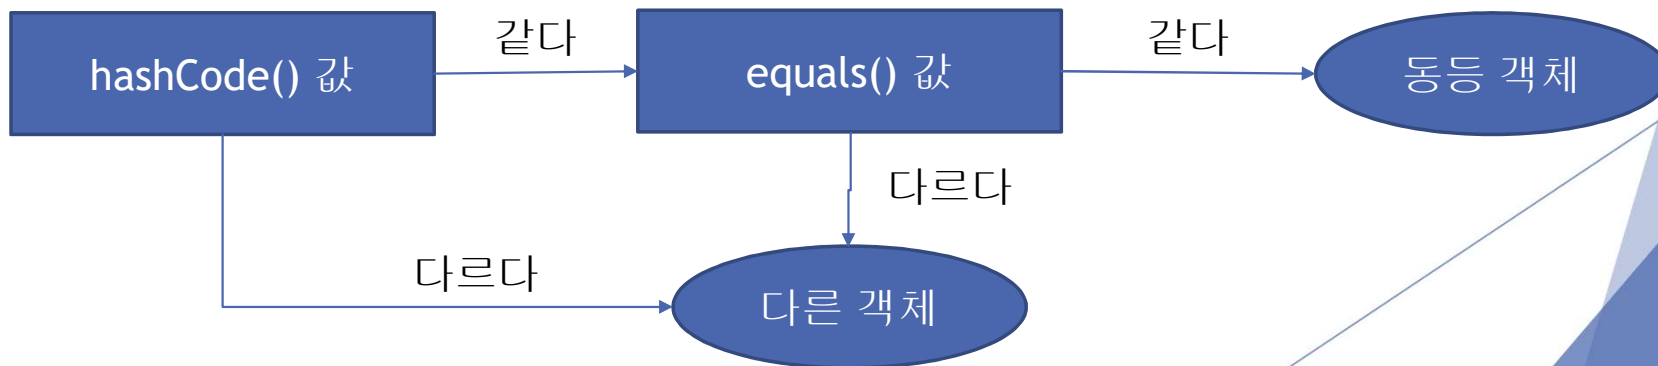 hashCode() 값
같다
equals() 값
같다
동등 객체
다르다
다르다
다른 객체